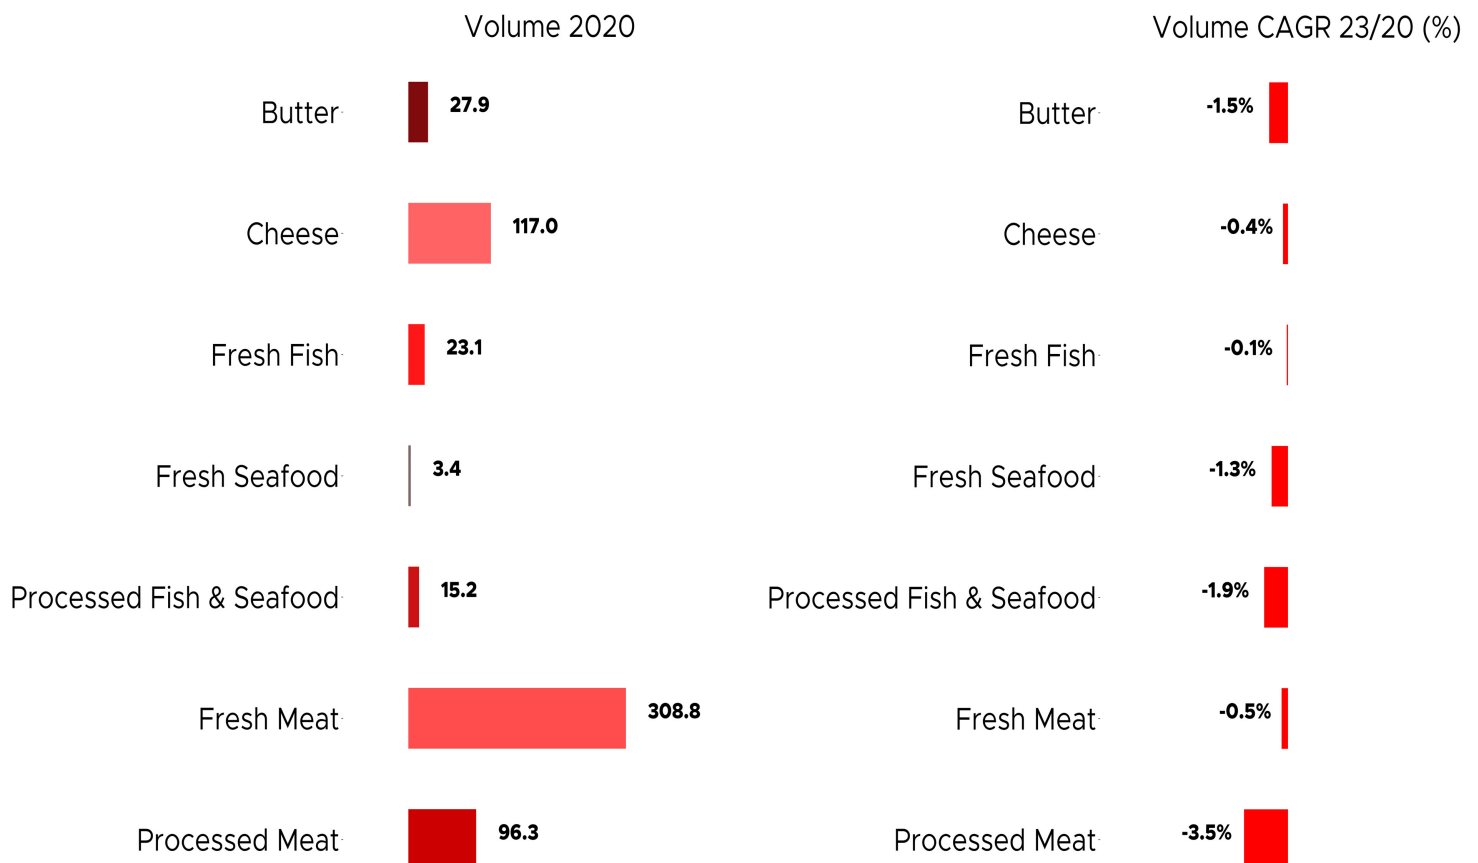 Volume 2020
Butter 27.9
Cheese 117.0
Fresh Fish 23.1
Fresh Seafood 3.4
Processed Fish & Seafood 15.2
Fresh Meat 308.8
Processed Meat 96.3
Volume CAGR 23/20 (%)
Butter -1.5%
Cheese -0.4%
Fresh Fish -0.1%
Fresh Seafood -1.3%
Processed Fish & Seafood -1.9%
Fresh Meat -0.5%
Processed Meat -3.5%